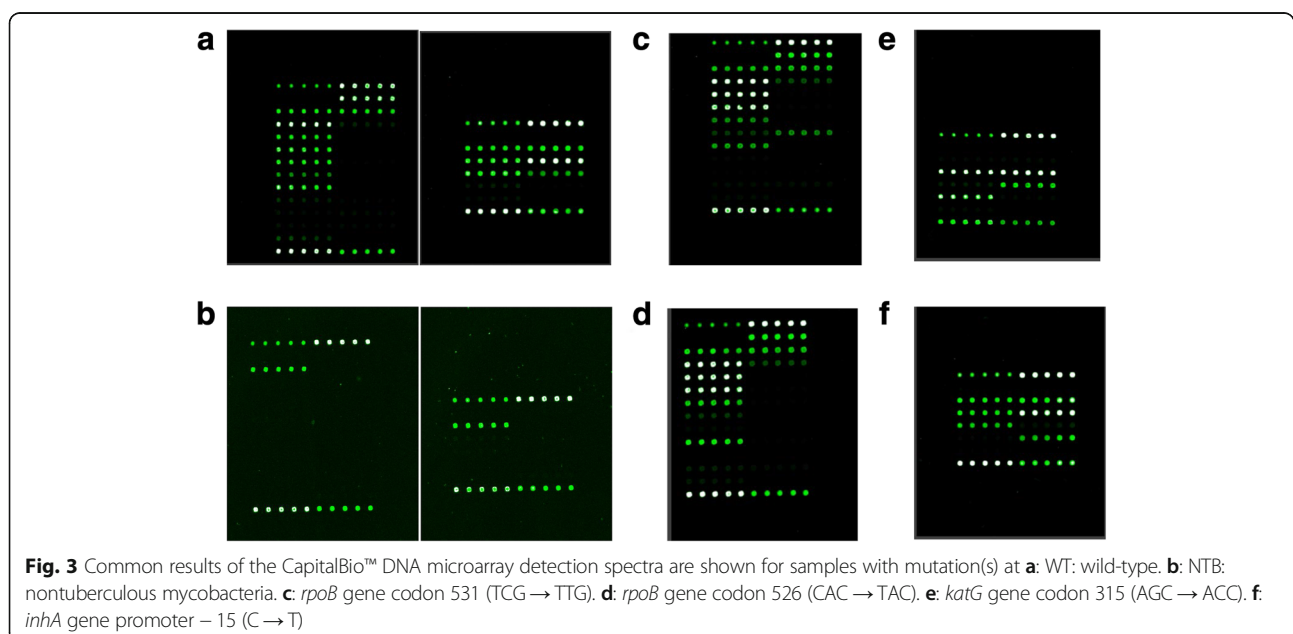 a
c
e
b
d
f
Fig. 3 Common results of the CapitalBio™ DNA microarray detection spectra are shown for samples with mutation(s) at a: WT: wild-type. b: NTB:
nontuberculous mycobacteria. c: rpoB gene codon 531 (TCG → TTG). d: rpoB gene codon 526 (CAC → TAC). e: katG gene codon 315 (AGC → ACC). f:
inhA gene promoter − 15 (C → T)